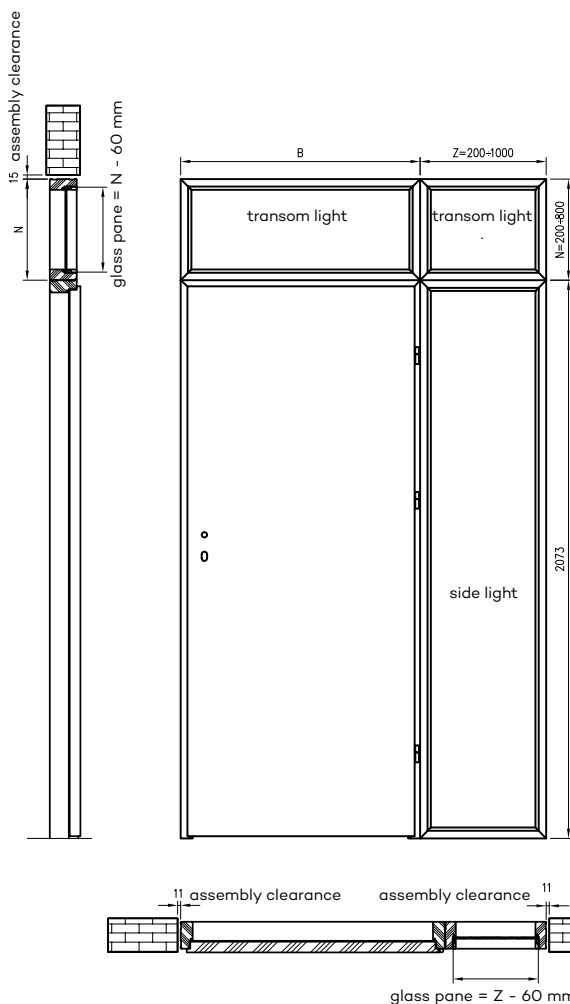 15 assembly clearance
N
glass pane = N - 60 mm
B
Z=200÷1000
transom light
transom light
N=200÷800
2073
side light
11 assembly clearance
assembly clearance 11
glass pane = Z - 60 mm